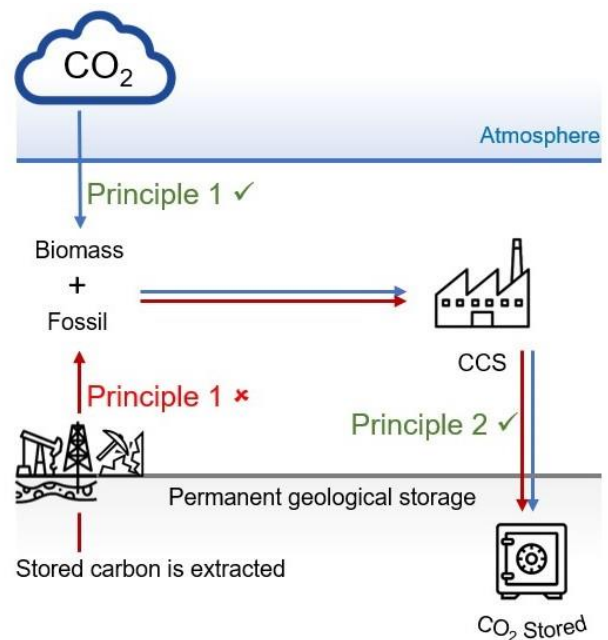 CO₂
Atmosphere
Principle 1 ✓
Biomass
+
Fossil
CCS
Principle 1 ×
Principle 2 ✓
Permanent geological storage
Stored carbon is extracted
CO₂ Stored